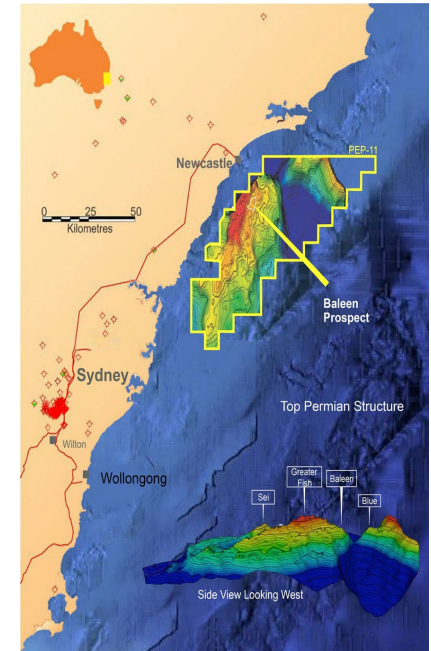 PEP-11
Newcastle
0 25 50
Kilometres
Baleen
Prospect
Sydney
Top Permian Structure
Wilton
Wollongong
Greater
Fish
Baleen
Sei
Blue
Side View Looking West